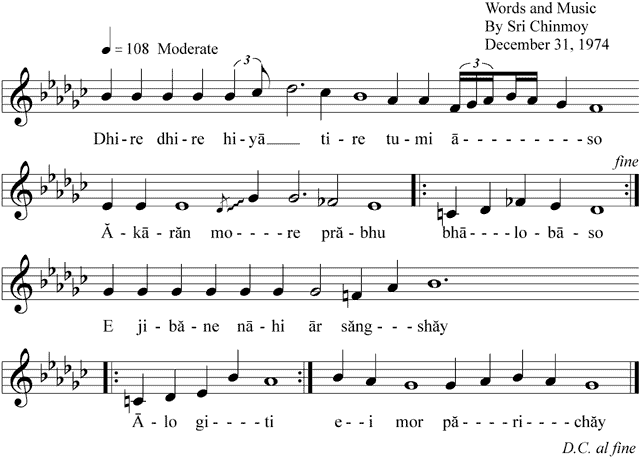 Words and Music
By Sri Chinmoy
December 31, 1974
♩ = 108 Moderate
(3) (3)
Dhi-re dhi-re hi-yā____ ti-re tu-mi ā---------so
fine
Ă-kā-răn mo----re pră-bhu bhā---lo-bā-so
E ji-bă-ne nā-hi ār săng---shăy
Ā-lo gi----ti e--i mor pă---ri---chăy
D.C. al fine